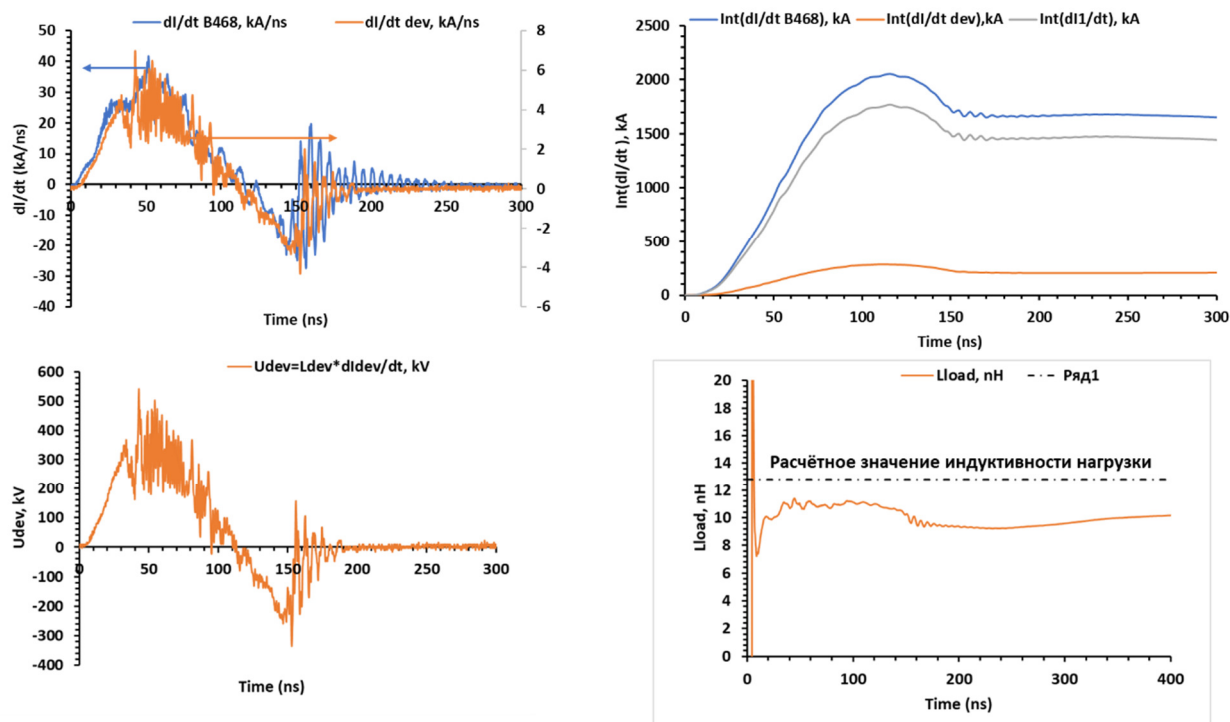 dI/dt B468, kA/ns dI/dt dev, kA/ns
50
40
30
20
10
0
-10
-20
-30
-40
8
6
4
2
0
-2
-4
-6
0 50 100 150 200 250 300
dI/dt (kA/ns)
Time (ns)
Int(dI/dt B468), kA Int(dI/dt dev),kA Int(dI1/dt), kA
2500
2000
1500
1000
500
0
0 50 100 150 200 250 300
Int(dI/dt ), kA
Time (ns)
Udev=Ldev*dIdev/dt, kV
600
500
400
300
200
100
0
-100
-200
-300
-400
0 50 100 150 200 250 300
Udev, kV
Time (ns)
Lload, nH Ряд1
20
18
16
14
12
10
8
6
4
2
0
Расчётное значение индуктивности нагрузки
0 100 200 300 400
Lload, nH
Time (ns)